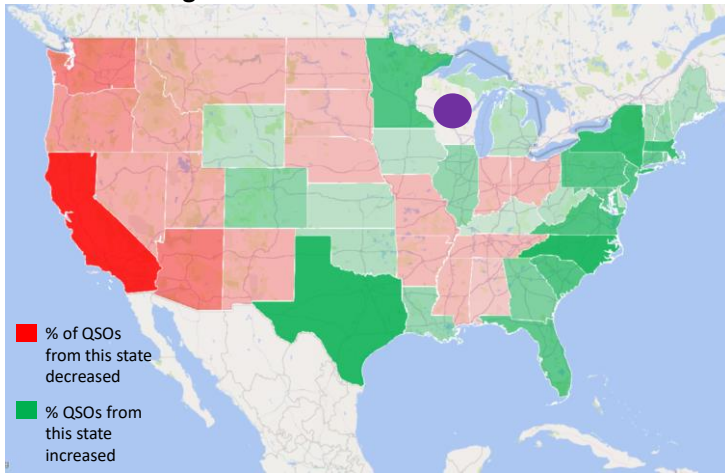 % of QSOs
from this state
decreased
% QSOs from
this state
increased